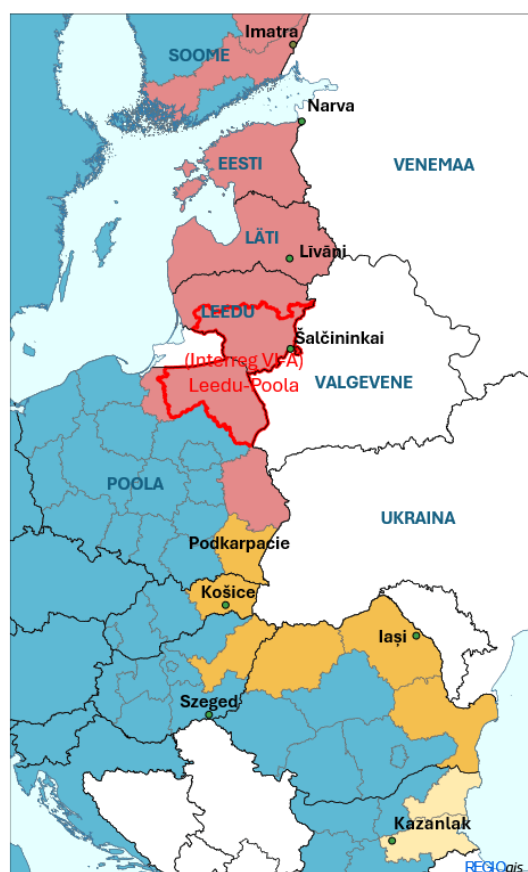 Imatra
SOOME
Narva
VENEMAA
EESTI
LÄTI
Līvāni
LEEDU
Šalčininkai
(Interreg VI-A)
Leedu-Poola
VALGEVENE
POOLA
UKRAINA
Podkarpacie
Košice
Iași
Szeged
Kazanlak
REGIOgis